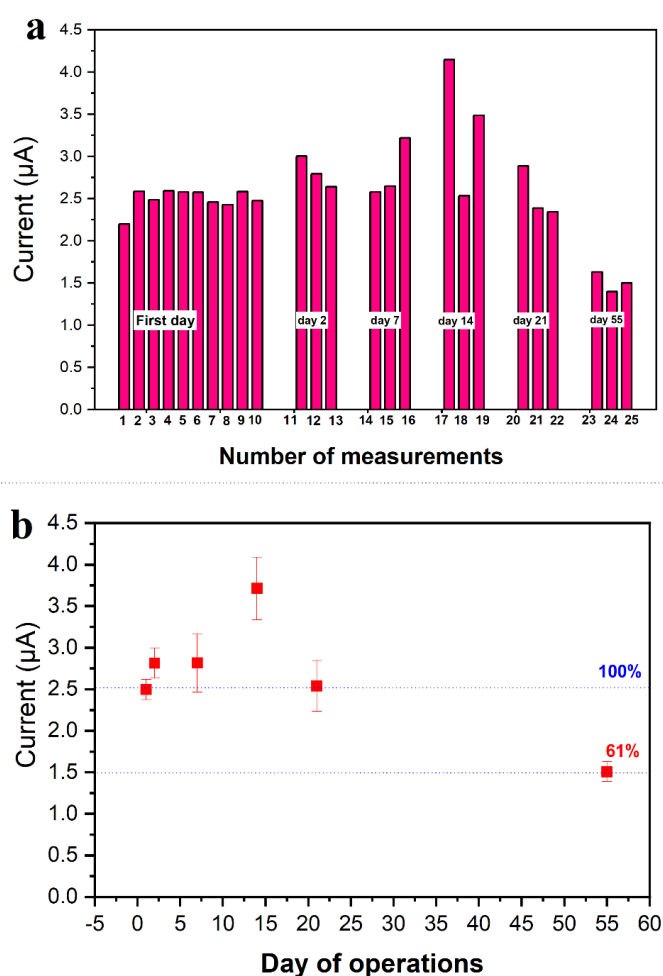 a
4.5
4.0
3.5
3.0
2.5
2.0
1.5
1.0
0.5
0.0
Current (µA)
First day
day 2
day 7
day 14
day 21
day 55
1 2 3 4 5 6 7 8 9 10 11 12 13 14 15 16 17 18 19 20 21 22 23 24 25
Number of measurements
b
4.5
4.0
3.5
3.0
2.5
2.0
1.5
1.0
0.5
0.0
Current (µA)
100%
61%
-5 0 5 10 15 20 25 30 35 40 45 50 55 60
Day of operations